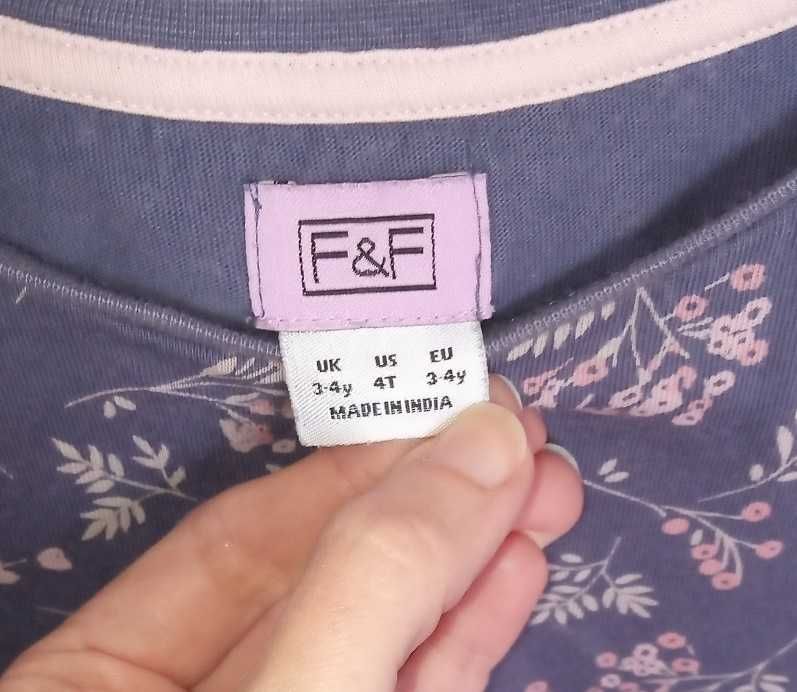 F&F
UK US EU
3-4y 4T 3-4y
MADE IN INDIA